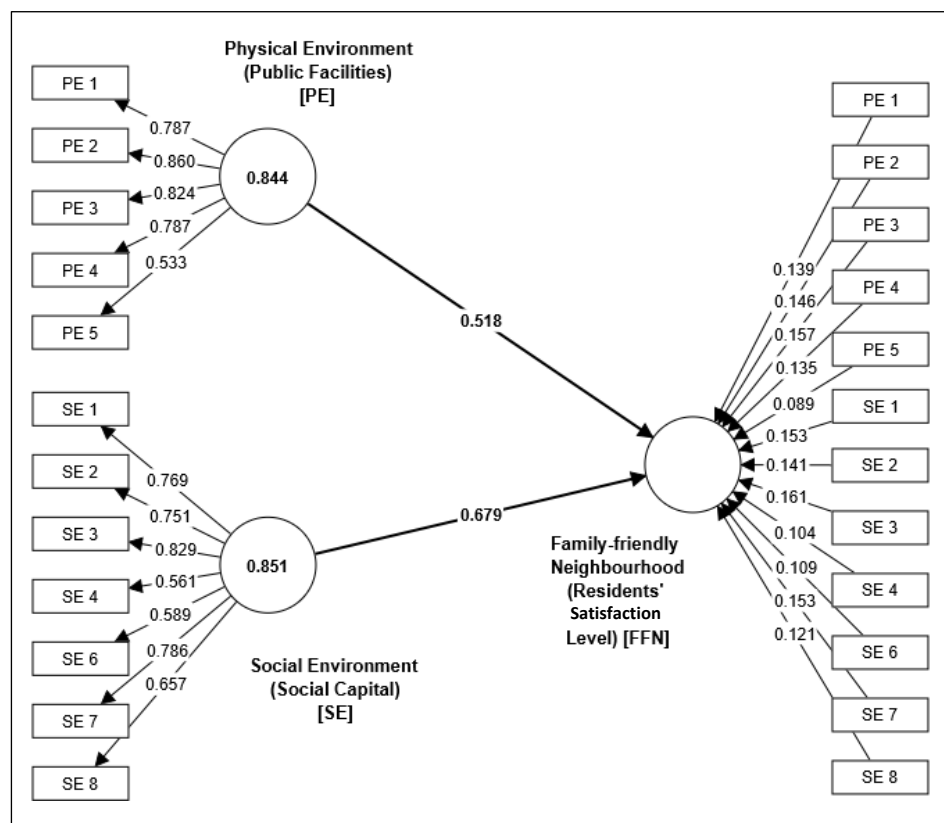 Physical Environment
(Public Facilities)
[PE]
PE 1
PE 2
PE 3
PE 4
PE 5
0.787
0.860
0.824
0.787
0.533
0.844
0.518
SE 1
SE 2
SE 3
SE 4
SE 6
SE 7
SE 8
0.769
0.751
0.829
0.561
0.589
0.786
0.657
0.851
0.679
Social Environment
(Social Capital)
[SE]
Family-friendly
Neighbourhood
(Residents'
Satisfaction
Level) [FFN]
PE 1
PE 2
PE 3
PE 4
PE 5
SE 1
SE 2
SE 3
SE 4
SE 6
SE 7
SE 8
0.139
0.146
0.157
0.135
0.089
0.153
0.141
0.161
0.104
0.109
0.153
0.121